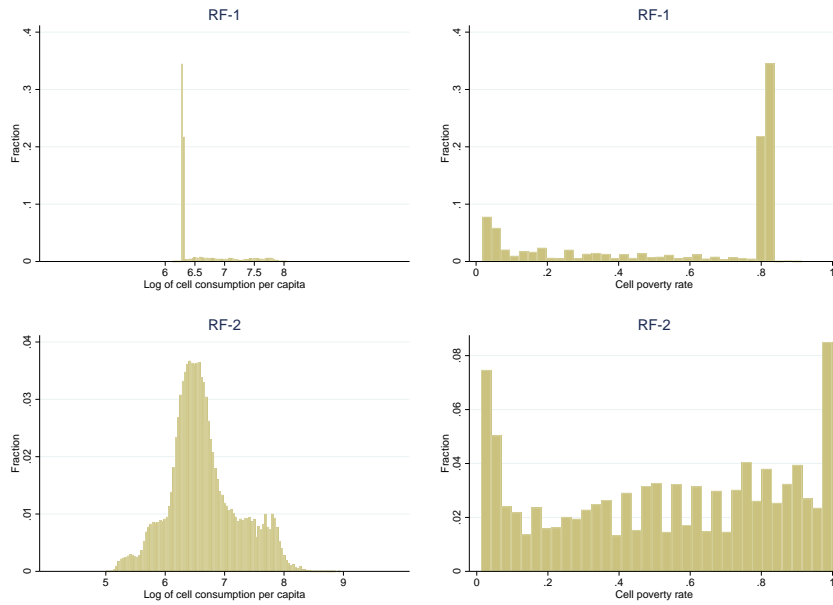 RF-1
.4
.3
.2
.1
0
Fraction
6 6.5 7 7.5 8
Log of cell consumption per capita
RF-1
.4
.3
.2
.1
0
Fraction
0 .2 .4 .6 .8 1
Cell poverty rate
RF-2
.04
.03
.02
.01
0
Fraction
5 6 7 8 9
Log of cell consumption per capita
RF-2
.08
.06
.04
.02
0
Fraction
0 .2 .4 .6 .8 1
Cell poverty rate